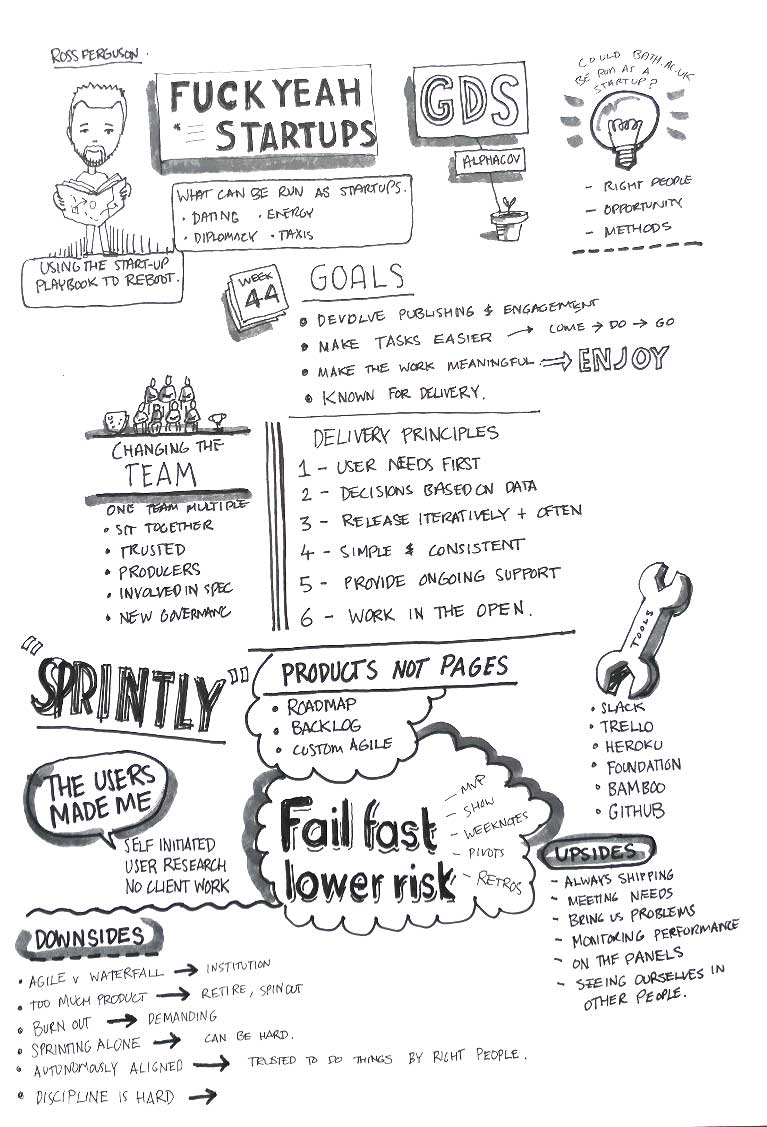 ROSS FERGUSON.
FUCK YEAH
STARTUPS
GDS
ALPHAGOV
COULD BATH.AC.UK
BE RUN AS A
STARTUP?
- RIGHT PEOPLE
- OPPORTUNITY
- METHODS
WHAT CAN BE RUN AS STARTUPS.
• DATING • ENERGY
• DIPLOMACY • TAXIS
USING THE START-UP
PLAYBOOK TO REBOOT.
WEEK
44
GOALS
• DEVOLVE PUBLISHING & ENGAGEMENT
• MAKE TASKS EASIER → COME → DO → GO
• MAKE THE WORK MEANINGFUL ⇒ ENJOY
• KNOWN FOR DELIVERY.
CHANGING THE
TEAM
ONE TEAM MULTIPLE
• SIT TOGETHER
• TRUSTED
• PRODUCERS
• INVOLVED IN SPEC
• NEW GOVERNANC
DELIVERY PRINCIPLES
1 - USER NEEDS FIRST
2 - DECISIONS BASED ON DATA
3 - RELEASE ITERATIVELY + OFTEN
4 - SIMPLE & CONSISTENT
5 - PROVIDE ONGOING SUPPORT
6 - WORK IN THE OPEN.
TOOLS
• SLACK
• TRELLO
• HEROKU
• FOUNDATION
• BAMBOO
• GITHUB
"SPRINTLY"
PRODUCTS NOT PAGES
• ROADMAP
• BACKLOG
• CUSTOM AGILE
THE USERS
MADE ME
SELF INITIATED
USER RESEARCH
NO CLIENT WORK
Fail fast
lower risk
- MVP
- SHOW
- WEEKNOTES
- PIVOTS
- RETROS
UPSIDES
- ALWAYS SHIPPING
- MEETING NEEDS
- BRING US PROBLEMS
- MONITORING PERFORMANCE
- ON THE PANELS
- SEEING OURSELVES IN
OTHER PEOPLE.
DOWNSIDES
• AGILE V WATERFALL → INSTITUTION
• TOO MUCH PRODUCT → RETIRE, SPIN OUT
• BURN OUT → DEMANDING
• SPRINTING ALONE → CAN BE HARD.
• AUTONOMOUSLY ALIGNED → TRUSTED TO DO THINGS BY RIGHT PEOPLE.
• DISCIPLINE IS HARD →